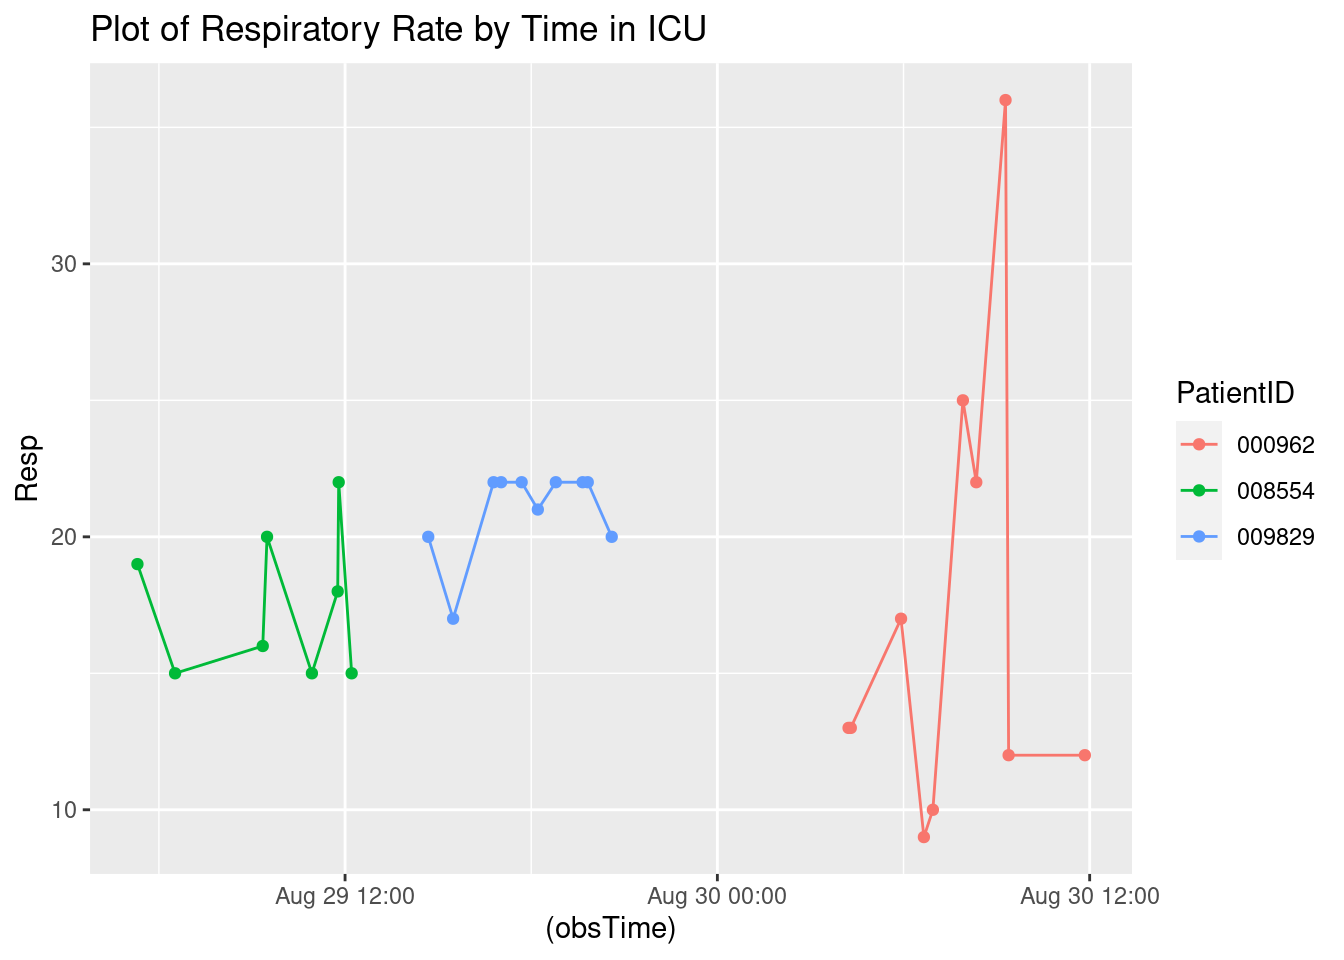 Plot of Respiratory Rate by Time in ICU
Resp
30
20
10
Aug 29 12:00
Aug 30 00:00
Aug 30 12:00
(obsTime)
PatientID
000962
008554
009829